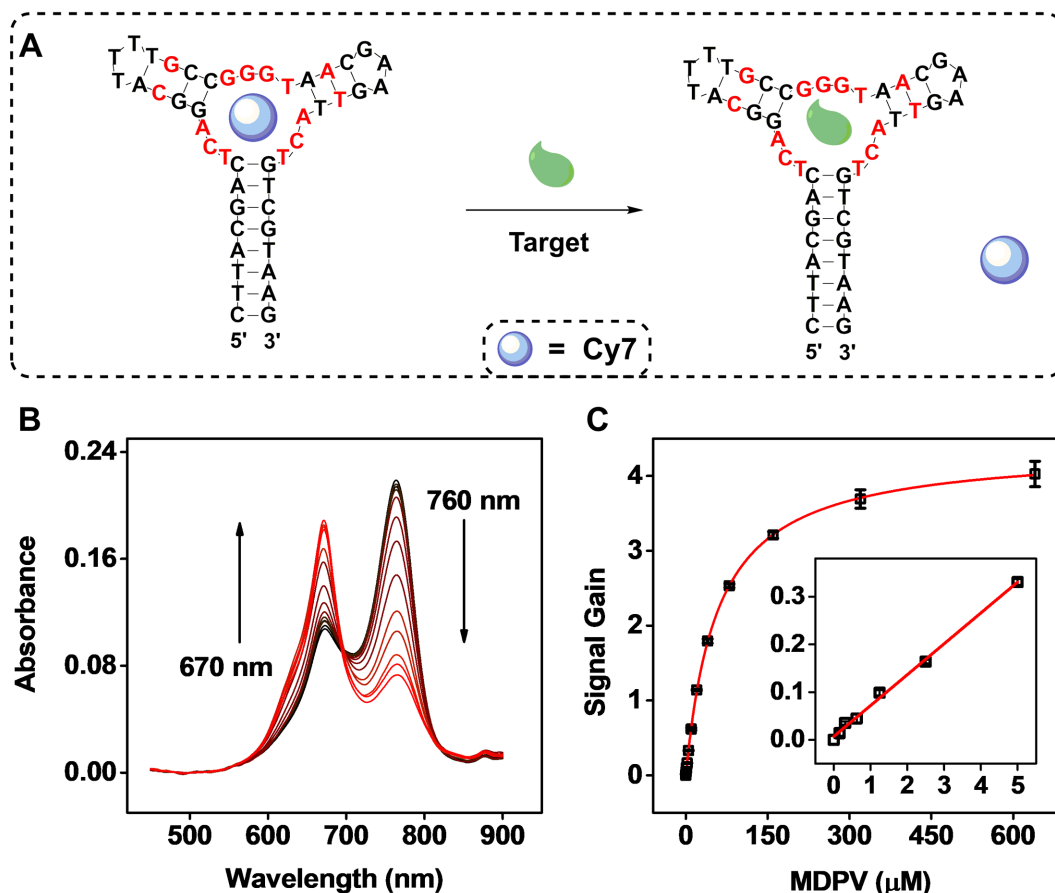 A
T T T T A C G G A C T C A G C A T T C 5'
G C C G G G T A A C G A A G T T A C T G T C G T A A G 3'
Target
T T T T A C G G A C T C A G C A T T C 5'
G C C G G G T A A C G A A G T T A C T G T C G T A A G 3'
= Cy7
B
0.24
0.16
0.08
0.00
Absorbance
670 nm
760 nm
500 600 700 800 900
Wavelength (nm)
C
4
3
2
1
0
Signal Gain
0.3
0.2
0.1
0.0
0 1 2 3 4 5
0 150 300 450 600
MDPV (μM)